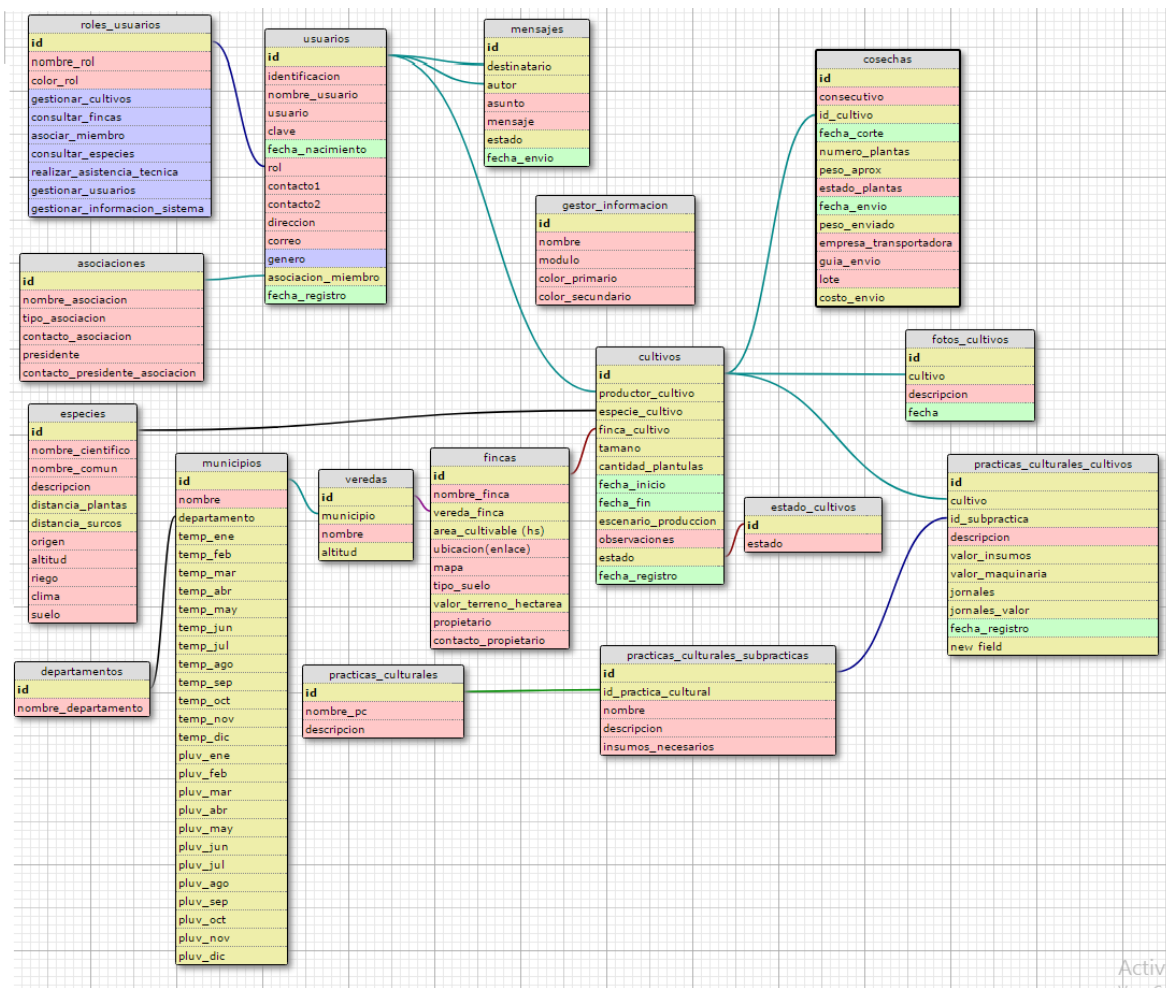 roles_usuarios
id
nombre_rol
color_rol
gestionar_cultivos
consultar_fincas
asociar_miembro
consultar_especies
realizar_asistencia_tecnica
gestionar_usuarios
gestionar_informacion_sistema
usuarios
id
identificacion
nombre_usuario
usuario
clave
fecha_nacimiento
rol
contacto1
contacto2
direccion
correo
genero
asociacion_miembro
fecha_registro
mensajes
id
destinatario
autor
asunto
mensaje
estado
fecha_envio
cosechas
id
consecutivo
id_cultivo
fecha_corte
numero_plantas
peso_aprox
estado_plantas
fecha_envio
peso_enviado
empresa_transportadora
guia_envio
lote
costo_envio
gestor_informacion
id
nombre
modulo
color_primario
color_secundario
asociaciones
id
nombre_asociacion
tipo_asociacion
contacto_asociacion
presidente
contacto_presidente_asociacion
fotos_cultivos
id
cultivo
descripcion
fecha
cultivos
id
productor_cultivo
especie_cultivo
finca_cultivo
tamano
cantidad_plantulas
fecha_inicio
fecha_fin
escenario_produccion
observaciones
estado
fecha_registro
especies
id
nombre_cientifico
nombre_comun
descripcion
distancia_plantas
distancia_surcos
origen
altitud
riego
clima
suelo
municipios
id
nombre
departamento
temp_ene
temp_feb
temp_mar
temp_abr
temp_may
temp_jun
temp_jul
temp_ago
temp_sep
temp_oct
temp_nov
temp_dic
pluv_ene
pluv_feb
pluv_mar
pluv_abr
pluv_may
pluv_jun
pluv_jul
pluv_ago
pluv_sep
pluv_oct
pluv_nov
pluv_dic
veredas
id
municipio
nombre
altitud
fincas
id
nombre_finca
vereda_finca
area_cultivable (hs)
ubicacion(enlace)
mapa
tipo_suelo
valor_terreno_hectarea
propietario
contacto_propietario
estado_cultivos
id
estado
practicas_culturales_cultivos
id
cultivo
id_subpractica
descripcion
valor_insumos
valor_maquinaria
jornales
jornales_valor
fecha_registro
new field
departamentos
id
nombre_departamento
practicas_culturales
id
nombre_pc
descripcion
practicas_culturales_subpracticas
id
id_practica_cultural
nombre
descripcion
insumos_necesarios
Activ